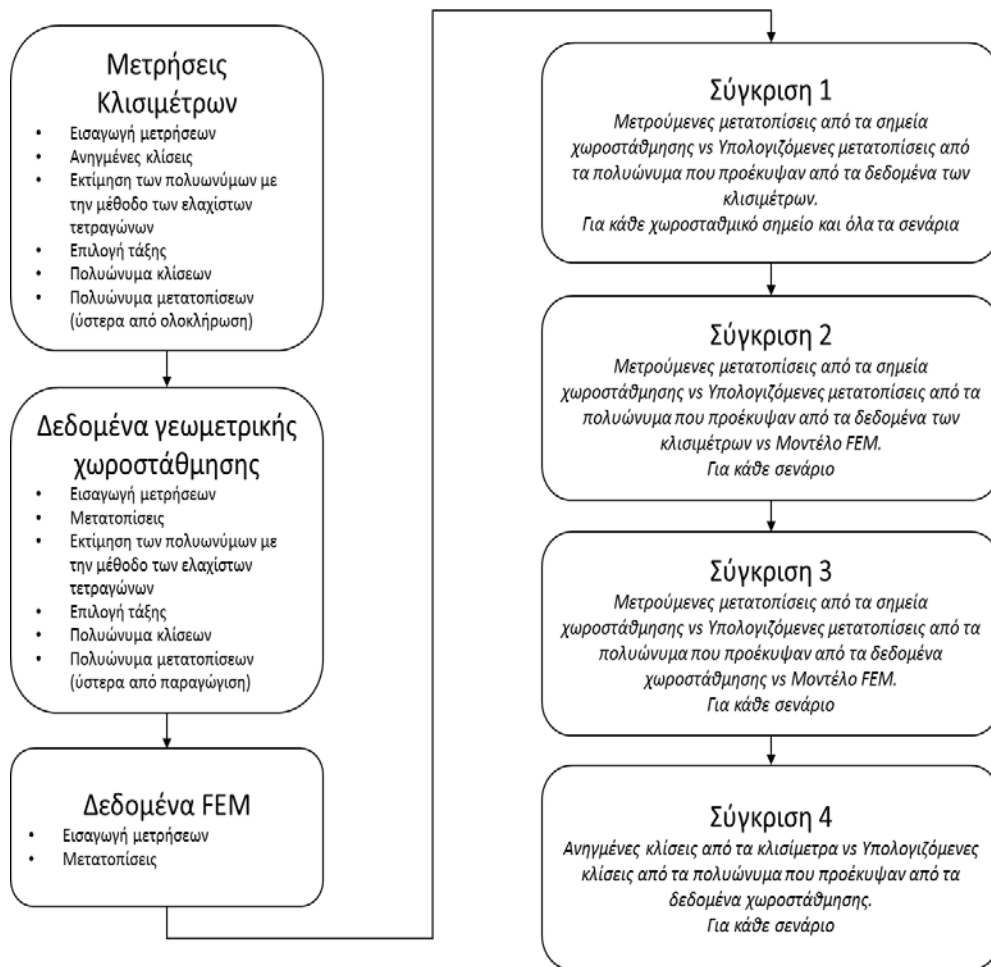 Μετρήσεις
Κλισιμέτρων
• Εισαγωγή μετρήσεων
• Ανηγμένες κλίσεις
• Εκτίμηση των πολυωνύμων με
την μέθοδο των ελαχίστων
τετραγώνων
• Επιλογή τάξης
• Πολυώνυμα κλίσεων
• Πολυώνυμα μετατοπίσεων
(ύστερα από ολοκλήρωση)
Δεδομένα γεωμετρικής
χωροστάθμησης
• Εισαγωγή μετρήσεων
• Μετατοπίσεις
• Εκτίμηση των πολυωνύμων με
την μέθοδο των ελαχίστων
τετραγώνων
• Επιλογή τάξης
• Πολυώνυμα κλίσεων
• Πολυώνυμα μετατοπίσεων
(ύστερα από παραγώγιση)
Δεδομένα FEM
• Εισαγωγή μετρήσεων
• Μετατοπίσεις
Σύγκριση 1
Μετρούμενες μετατοπίσεις από τα σημεία
χωροστάθμησης vs Υπολογιζόμενες μετατοπίσεις από
τα πολυώνυμα που προέκυψαν από τα δεδομένα των
κλισιμέτρων.
Για κάθε χωροσταθμικό σημείο και όλα τα σενάρια
Σύγκριση 2
Μετρούμενες μετατοπίσεις από τα σημεία
χωροστάθμησης vs Υπολογιζόμενες μετατοπίσεις από τα
πολυώνυμα που προέκυψαν από τα δεδομένα των
κλισιμέτρων vs Μοντέλο FEM.
Για κάθε σενάριο
Σύγκριση 3
Μετρούμενες μετατοπίσεις από τα σημεία
χωροστάθμησης vs Υπολογιζόμενες μετατοπίσεις από τα
πολυώνυμα που προέκυψαν από τα δεδομένα
χωροστάθμησης vs Μοντέλο FEM.
Για κάθε σενάριο
Σύγκριση 4
Ανηγμένες κλίσεις από τα κλισίμετρα vs Υπολογιζόμενες
κλίσεις από τα πολυώνυμα που προέκυψαν από τα
δεδομένα χωροστάθμησης.
Για κάθε σενάριο